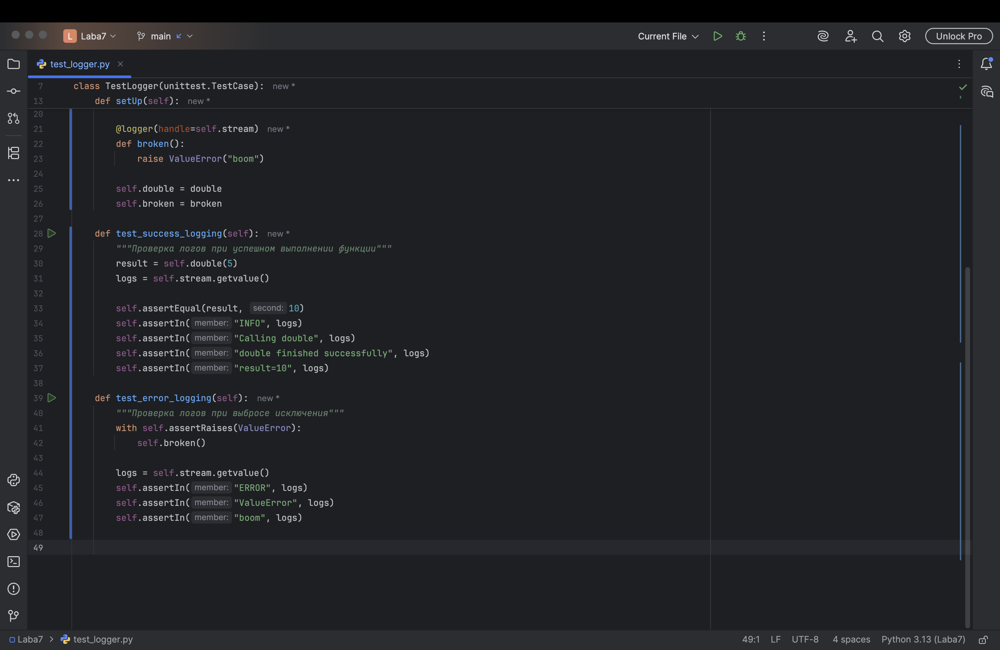 L Laba7 main Current File Unlock Pro
test_logger.py
7 class TestLogger(unittest.TestCase): new *
13 def setUp(self): new *
20
21 @logger(handle=self.stream) new *
22 def broken():
23 raise ValueError("boom")
24
25 self.double = double
26 self.broken = broken
27
28 def test_success_logging(self): new *
29 """Проверка логов при успешном выполнении функции"""
30 result = self.double(5)
31 logs = self.stream.getvalue()
32
33 self.assertEqual(result, second: 10)
34 self.assertIn( member: "INFO", logs)
35 self.assertIn( member: "Calling double", logs)
36 self.assertIn( member: "double finished successfully", logs)
37 self.assertIn( member: "result=10", logs)
38
39 def test_error_logging(self): new *
40 """Проверка логов при выбросе исключения"""
41 with self.assertRaises(ValueError):
42 self.broken()
43
44 logs = self.stream.getvalue()
45 self.assertIn( member: "ERROR", logs)
46 self.assertIn( member: "ValueError", logs)
47 self.assertIn( member: "boom", logs)
48
49
Laba7 > test_logger.py 49:1 LF UTF-8 4 spaces Python 3.13 (Laba7)